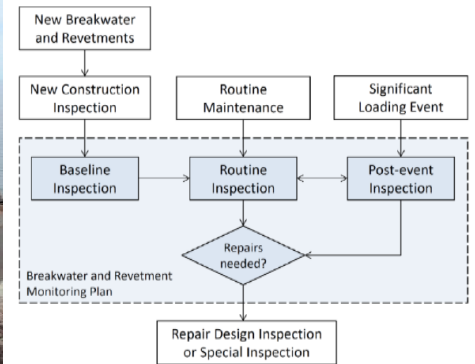 New Breakwater
and Revetments
New Construction
Inspection
Routine
Maintenance
Significant
Loading Event
Baseline
Inspection
Routine
Inspection
Post-event
Inspection
Repairs
needed?
Breakwater and Revetment
Monitoring Plan
Repair Design Inspection
or Special Inspection